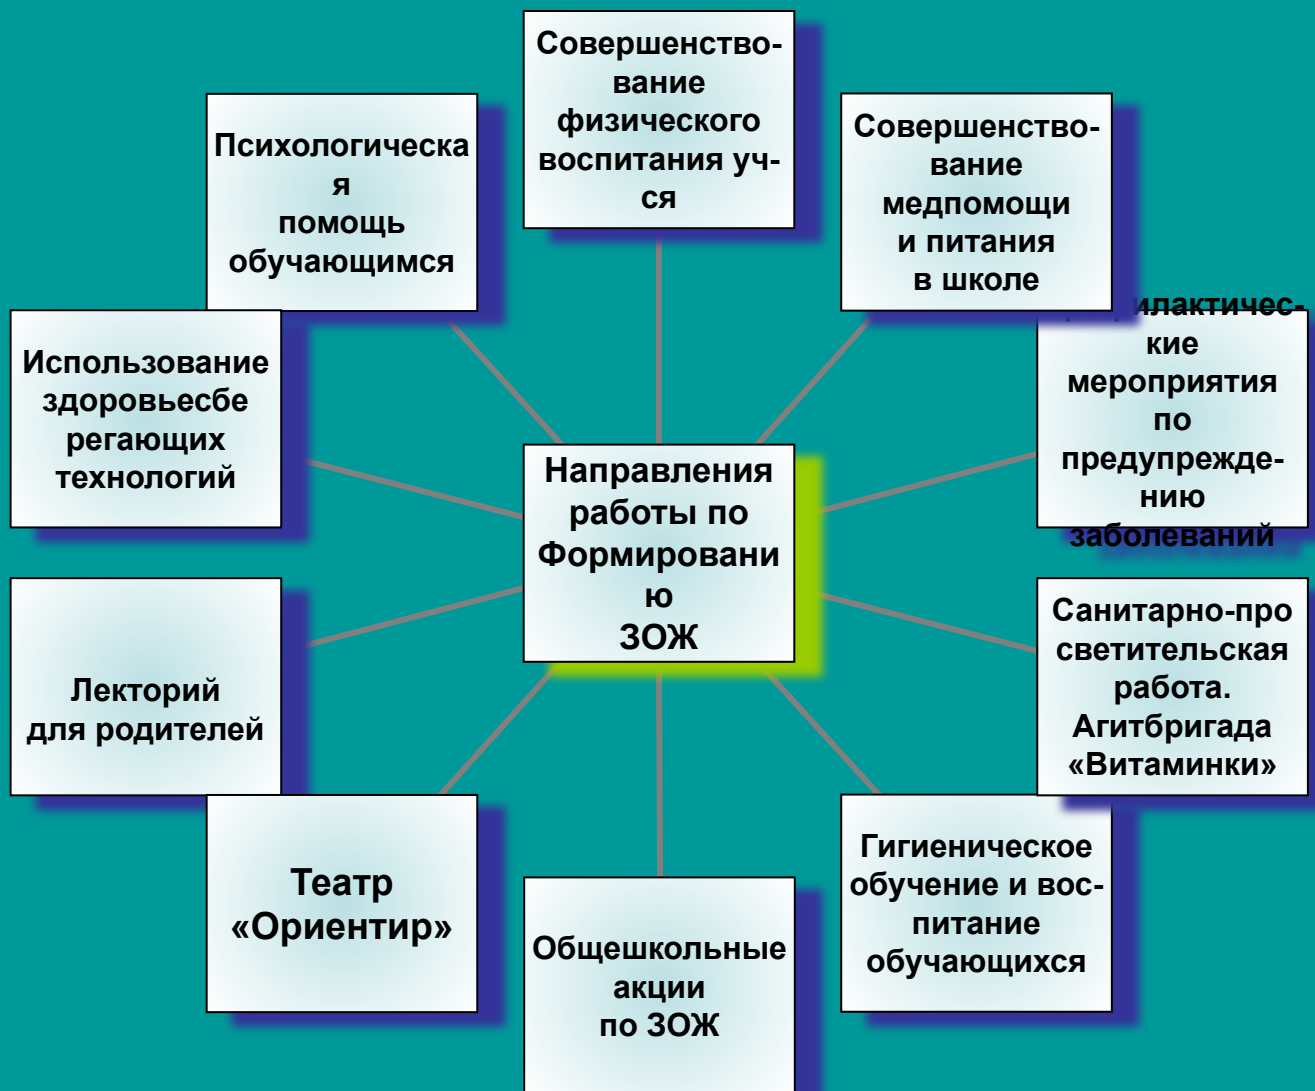 Совершенство-
вание
физического
воспитания уч-
ся
Совершенство-
вание
медпомощи
и питания
в школе
кие
мероприятия
по
предупрежде-
нию
заболеваний
Санитарно-про
светительская
работа.
Агитбригада
«Витаминки»
Гигиеническое
обучение и вос-
питание
обучающихся
Общешкольные
акции
по ЗОЖ
Театр
«Ориентир»
Лекторий
для родителей
Использование
здоровьесбе
регающих
технологий
Психологическа
я
помощь
обучающимся
Направления
работы по
Формировани
ю
ЗОЖ